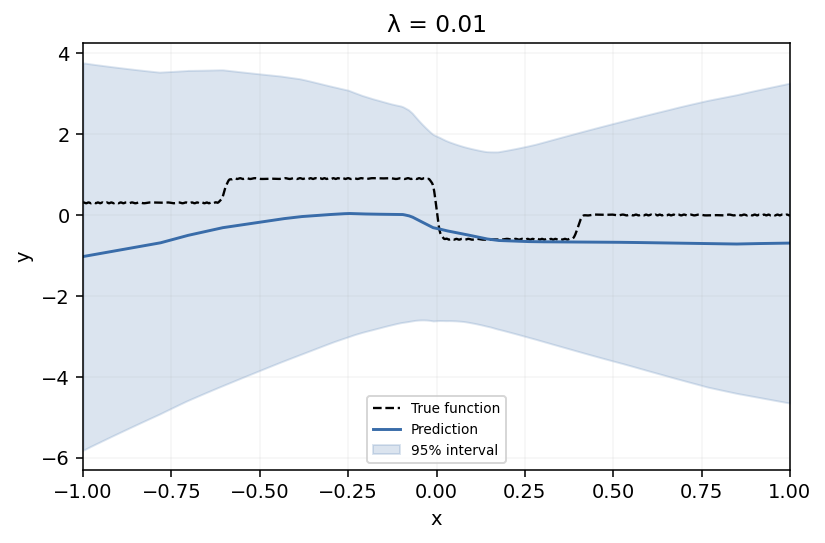 λ = 0.01
4
2
0
−2
−4
−6
y
True function
Prediction
95% interval
−1.00 −0.75 −0.50 −0.25 0.00 0.25 0.50 0.75 1.00
x